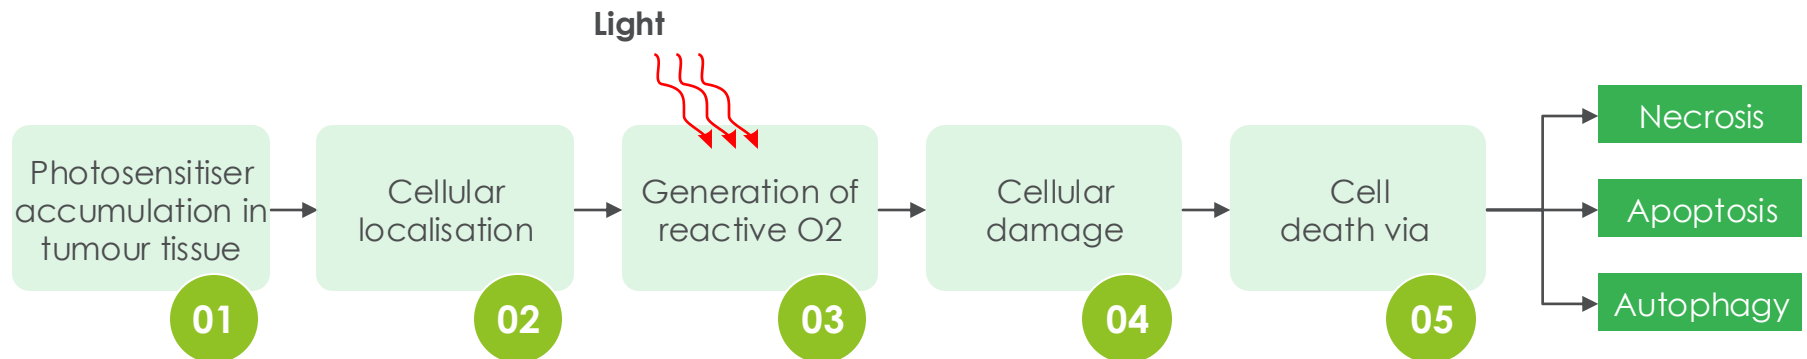 Light
Photosensitiser
accumulation in
tumour tissue
01
Cellular
localisation
02
Generation of
reactive O2
03
Cellular
damage
04
Cell
death via
05
Necrosis
Apoptosis
Autophagy